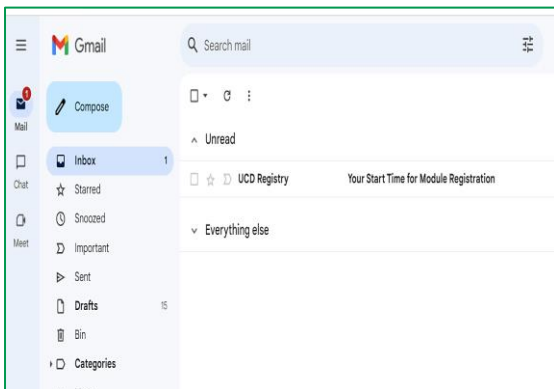 Gmail
Search mail
1
Mail
Chat
Meet
Compose
Inbox 1
Starred
Snoozed
Important
Sent
Drafts 15
Bin
Categories
Unread
UCD Registry Your Start Time for Module Registration
Everything else